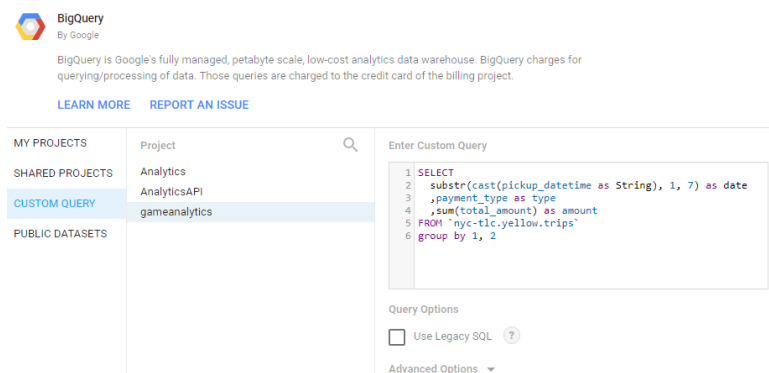 BigQuery
By Google
BigQuery is Google's fully managed, petabyte scale, low-cost analytics data warehouse. BigQuery charges for
querying/processing of data. Those queries are charged to the credit card of the billing project.
LEARN MORE REPORT AN ISSUE
MY PROJECTS
SHARED PROJECTS
CUSTOM QUERY
PUBLIC DATASETS
Project
Analytics
AnalyticsAPI
gameanalytics
Enter Custom Query
1 SELECT
2 substr(cast(pickup_datetime as String), 1, 7) as date
3 ,payment_type as type
4 ,sum(total_amount) as amount
5 FROM `nyc-tlc.yellow.trips`
6 group by 1, 2
Query Options
Use Legacy SQL ?
Advanced Options